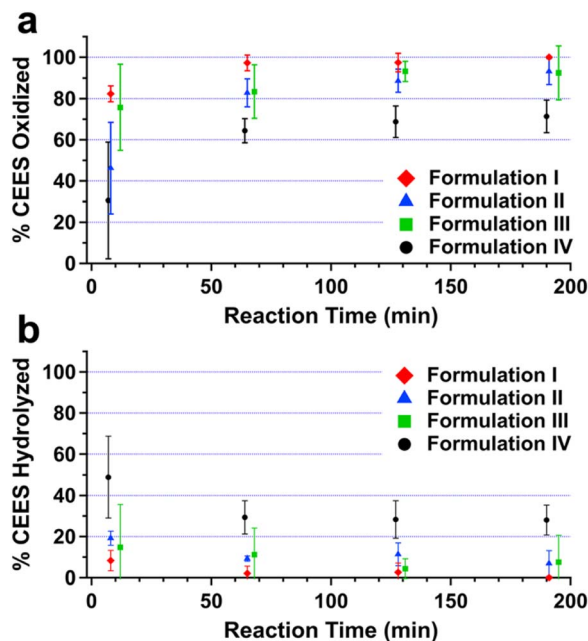 a
% CEES Oxidized
100
80
60
40
20
0
Formulation I
Formulation II
Formulation III
Formulation IV
0 50 100 150 200
Reaction Time (min)
b
% CEES Hydrolyzed
100
80
60
40
20
0
Formulation I
Formulation II
Formulation III
Formulation IV
0 50 100 150 200
Reaction Time (min)